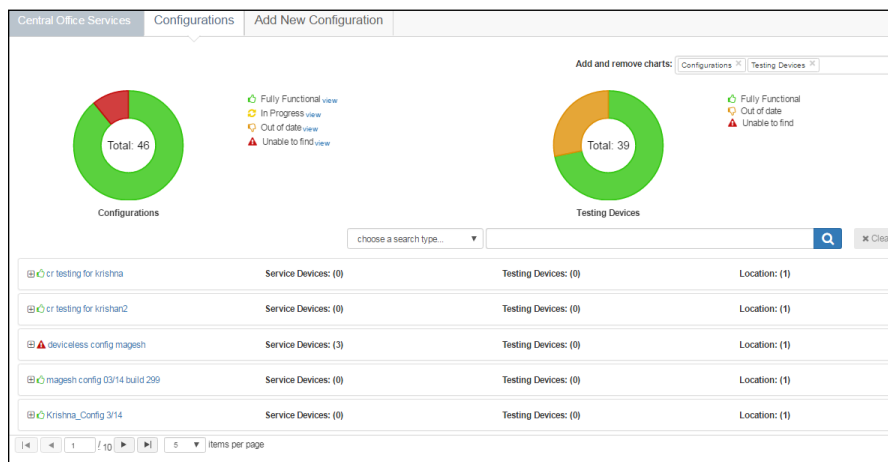 Central Office Services Configurations Add New Configuration
Add and remove charts: Configurations × Testing Devices ×
Total: 46
Fully Functional view
In Progress view
Out of date view
Unable to find view
Configurations
Total: 39
Fully Functional
Out of date
Unable to find
Testing Devices
choose a search type...
cr testing for krishna Service Devices: (0) Testing Devices: (0) Location: (1)
cr testing for krishan2 Service Devices: (0) Testing Devices: (0) Location: (1)
deviceless config magesh Service Devices: (3) Testing Devices: (0) Location: (1)
magesh config 03/14 build 299 Service Devices: (0) Testing Devices: (0) Location: (1)
Krishna_Config 3/14 Service Devices: (0) Testing Devices: (0) Location: (1)
1 / 10 5 items per page